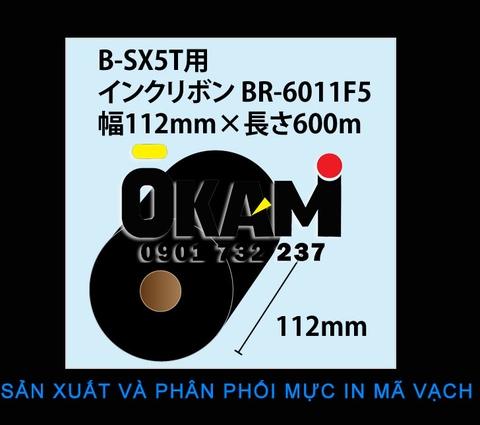 B-SX5T用
インクリボン BR-6011F5
幅112mm×長さ600m
ŌKAMI
0901 732 237
112mm
SẢN XUẤT VÀ PHÂN PHỐI MỰC IN MÃ VẠCH